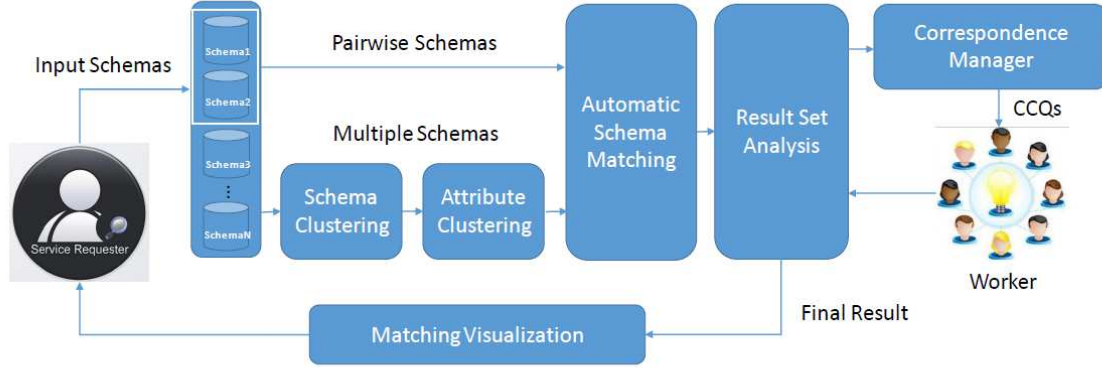 Input Schemas
Schema1
Schema2
Schema3
⋮
SchemaN
Service Requester
Pairwise Schemas
Multiple Schemas
Schema
Clustering
Attribute
Clustering
Automatic
Schema
Matching
Result Set
Analysis
Correspondence
Manager
CCQs
Worker
Final Result
Matching Visualization